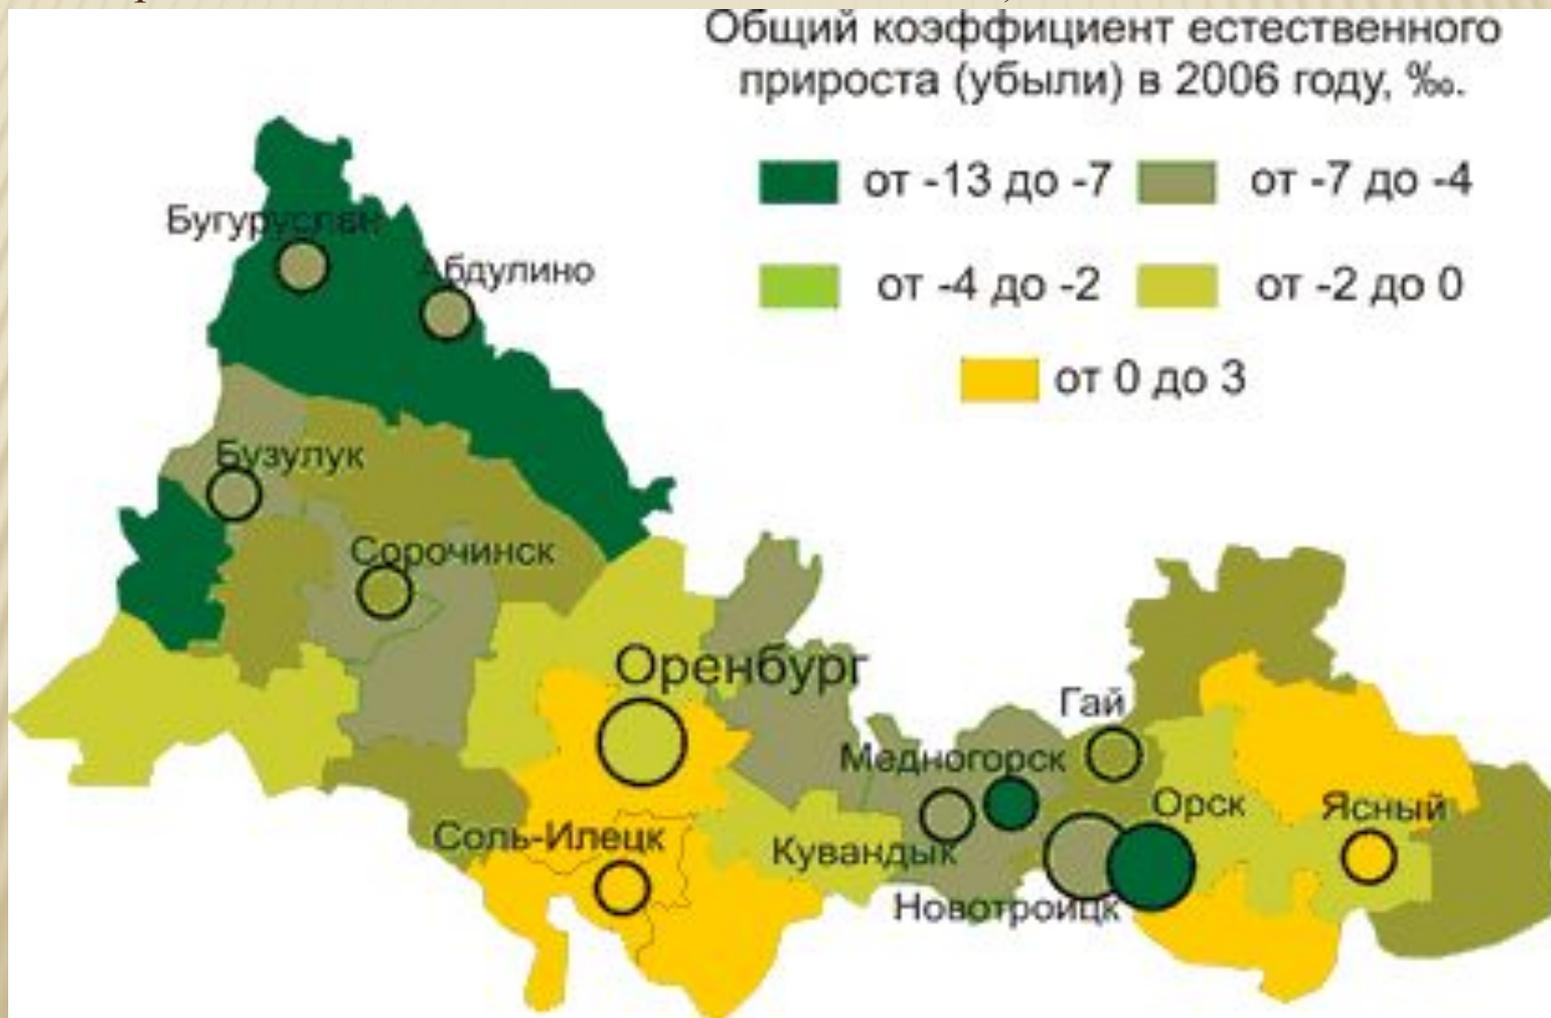 Общий коэффициент естественного
прироста (убыли) в 2006 году, ‰.
от -13 до -7
от -7 до -4
от -4 до -2
от -2 до 0
от 0 до 3
Бугуруслан
Абдулино
Бузулук
Сорочинск
Оренбург
Гай
Медногорск
Орск
Ясный
Соль-Илецк
Кувандык
Новотроицк